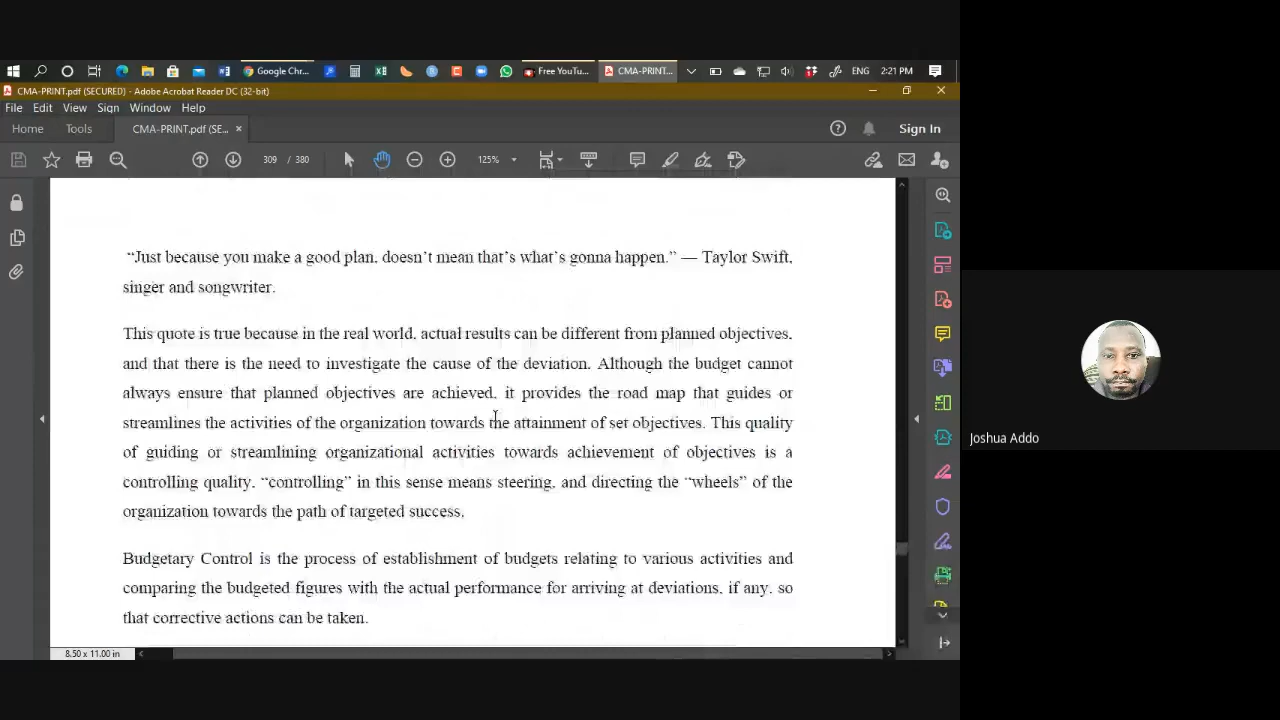 Google Chr...
Free YouTu...
CMA-PRINT...
ENG
2:21 PM
CMA-PRINT.pdf (SECURED) - Adobe Acrobat Reader DC (32-bit)
File Edit View Sign Window Help
Home Tools CMA-PRINT.pdf (SE... × Sign In
309 / 380 125%
“Just because you make a good plan, doesn’t mean that’s what’s gonna happen.” — Taylor Swift,
singer and songwriter.
This quote is true because in the real world, actual results can be different from planned objectives,
and that there is the need to investigate the cause of the deviation. Although the budget cannot
always ensure that planned objectives are achieved, it provides the road map that guides or
streamlines the activities of the organization towards the attainment of set objectives. This quality
of guiding or streamlining organizational activities towards achievement of objectives is a
controlling quality, “controlling” in this sense means steering, and directing the “wheels” of the
organization towards the path of targeted success,
Budgetary Control is the process of establishment of budgets relating to various activities and
comparing the budgeted figures with the actual performance for arriving at deviations, if any, so
that corrective actions can be taken.
8.50 x 11.00 in
Joshua Addo